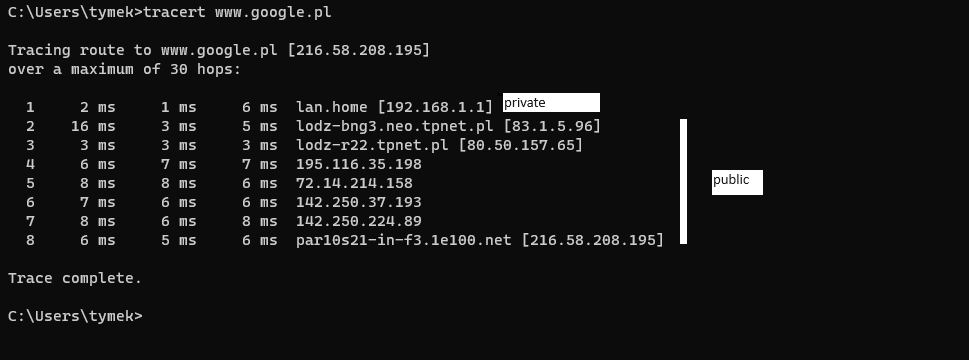 C:\Users\tymek>tracert www.google.pl
Tracing route to www.google.pl [216.58.208.195]
over a maximum of 30 hops:
1 2 ms 1 ms 6 ms lan.home [192.168.1.1] private
2 16 ms 3 ms 5 ms lodz-bng3.neo.tpnet.pl [83.1.5.96]
3 3 ms 3 ms 3 ms lodz-r22.tpnet.pl [80.50.157.65]
4 6 ms 7 ms 7 ms 195.116.35.198
5 8 ms 8 ms 6 ms 72.14.214.158
public
6 7 ms 6 ms 6 ms 142.250.37.193
7 8 ms 6 ms 8 ms 142.250.224.89
8 6 ms 5 ms 6 ms par10s21-in-f3.1e100.net [216.58.208.195]
Trace complete.
C:\Users\tymek>